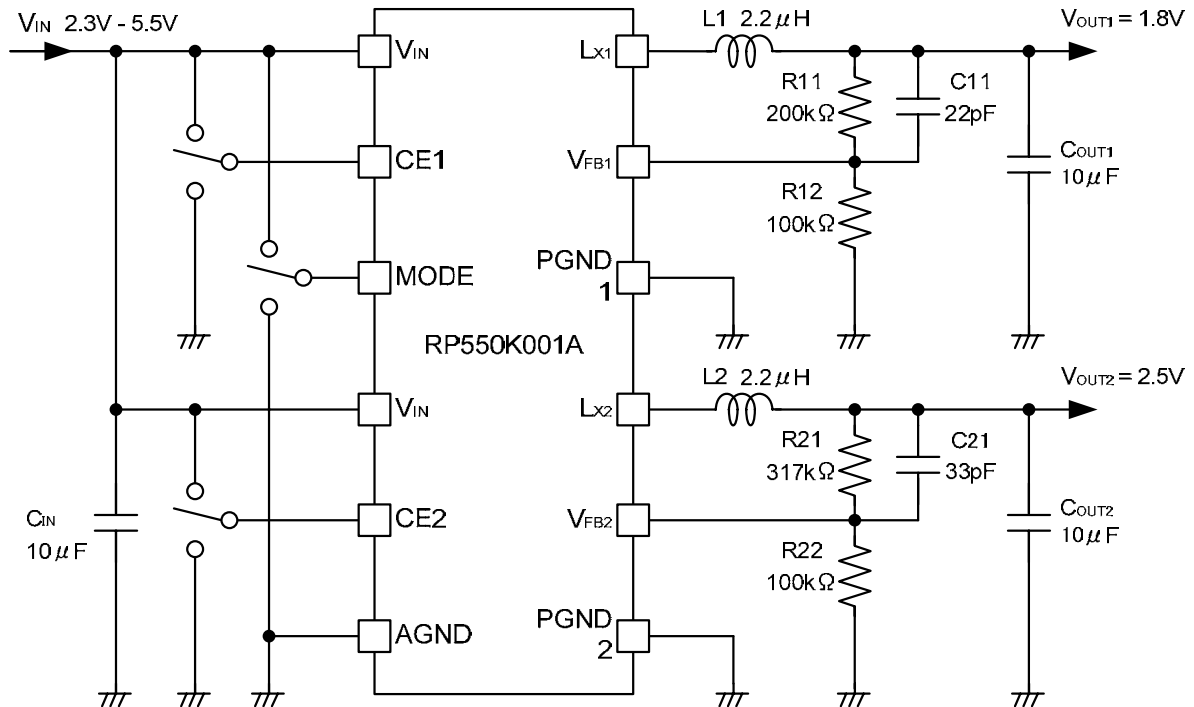 VIN 2.3V - 5.5V
L1 2.2μH
VOUT1 = 1.8V
VIN
LX1
R11
200kΩ
C11
22pF
CE1
VFB1
COUT1
10μF
R12
100kΩ
MODE
PGND
1
RP550K001A
L2 2.2μH
VOUT2 = 2.5V
VIN
LX2
R21
317kΩ
C21
33pF
CIN
10μF
CE2
VFB2
COUT2
10μF
R22
100kΩ
AGND
PGND
2